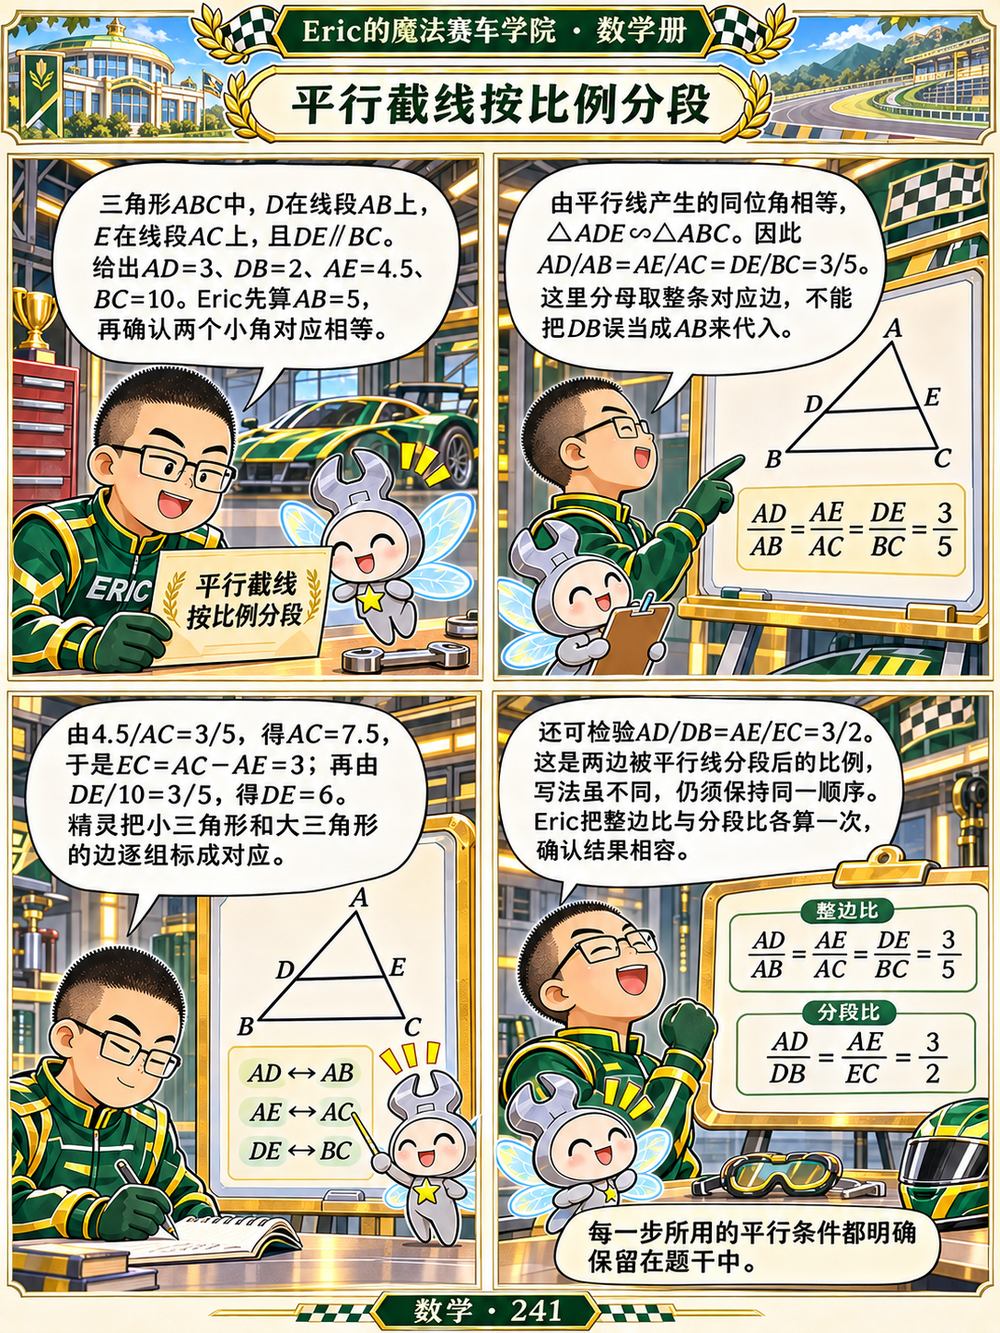 Eric的魔法赛车学院 · 数学册
平行截线按比例分段
三角形ABC中，D在线段AB上，
E在线段AC上，且DE∥BC。
给出AD=3、DB=2、AE=4.5、
BC=10。Eric先算AB=5，
再确认两个小角对应相等。
ERIC
平行截线
按比例分段
由平行线产生的同位角相等，
△ADE∽△ABC。因此
AD/AB=AE/AC=DE/BC=3/5。
这里分母取整条对应边，不能
把DB误当成AB来代入。
A
D E
B C
AD/AB=AE/AC=DE/BC=3/5
由4.5/AC=3/5，得AC=7.5，
于是EC=AC−AE=3；再由
DE/10=3/5，得DE=6。
精灵把小三角形和大三角形
的边逐组标成对应。
A
D E
B C
AD↔AB
AE↔AC
DE↔BC
还可检验AD/DB=AE/EC=3/2。
这是两边被平行线分段后的比例，
写法虽不同，仍须保持同一顺序。
Eric把整边比与分段比各算一次，
确认结果相容。
整边比
AD/AB=AE/AC=DE/BC=3/5
分段比
AD/DB=AE/EC=3/2
每一步所用的平行条件都明确
保留在题干中。
数学 · 241